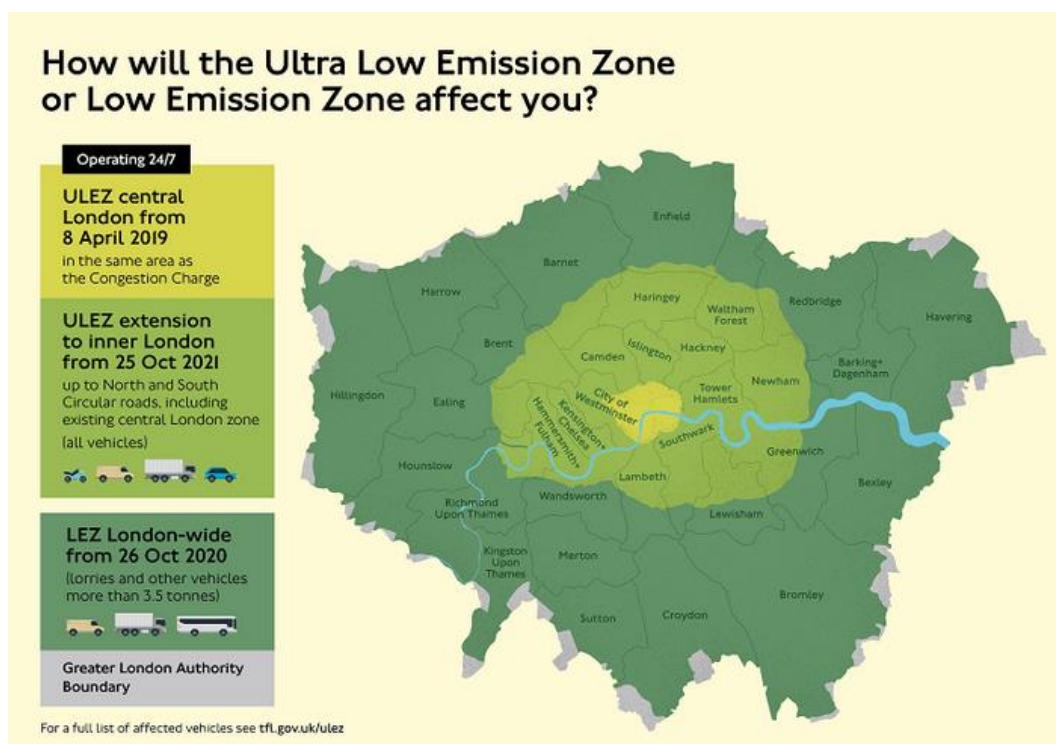 How will the Ultra Low Emission Zone
or Low Emission Zone affect you?
Operating 24/7
ULEZ central
London from
8 April 2019
in the same area as
the Congestion Charge
ULEZ extension
to inner London
from 25 Oct 2021
up to North and South
Circular roads, including
existing central London zone
(all vehicles)
LEZ London-wide
from 26 Oct 2020
(lorries and other vehicles
more than 3.5 tonnes)
Greater London Authority
Boundary
For a full list of affected vehicles see tfl.gov.uk/ulez
Enfield
Barnet
Harrow
Haringey
Waltham
Forest
Redbridge
Havering
Brent
Camden
Islington
Hackney
Barking+
Dagenham
Hillingdon
Ealing
City of
Westminster
Tower
Hamlets
Newham
Kensington+
Chelsea
Hammersmith+
Fulham
Southwark
Greenwich
Hounslow
Lambeth
Bexley
Richmond
Upon Thames
Wandsworth
Lewisham
Kingston
Upon
Thames
Merton
Bromley
Sutton
Croydon